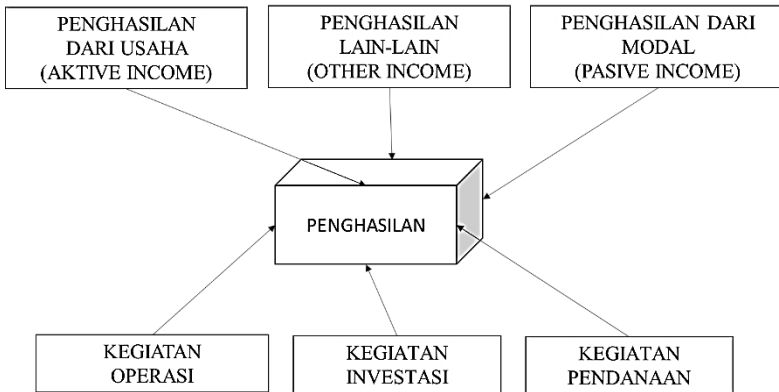 PENGHASILAN
DARI USAHA
(AKTIVE INCOME)
PENGHASILAN
LAIN-LAIN
(OTHER INCOME)
PENGHASILAN DARI
MODAL
(PASIVE INCOME)
PENGHASILAN
KEGIATAN
OPERASI
KEGIATAN
INVESTASI
KEGIATAN
PENDANAAN